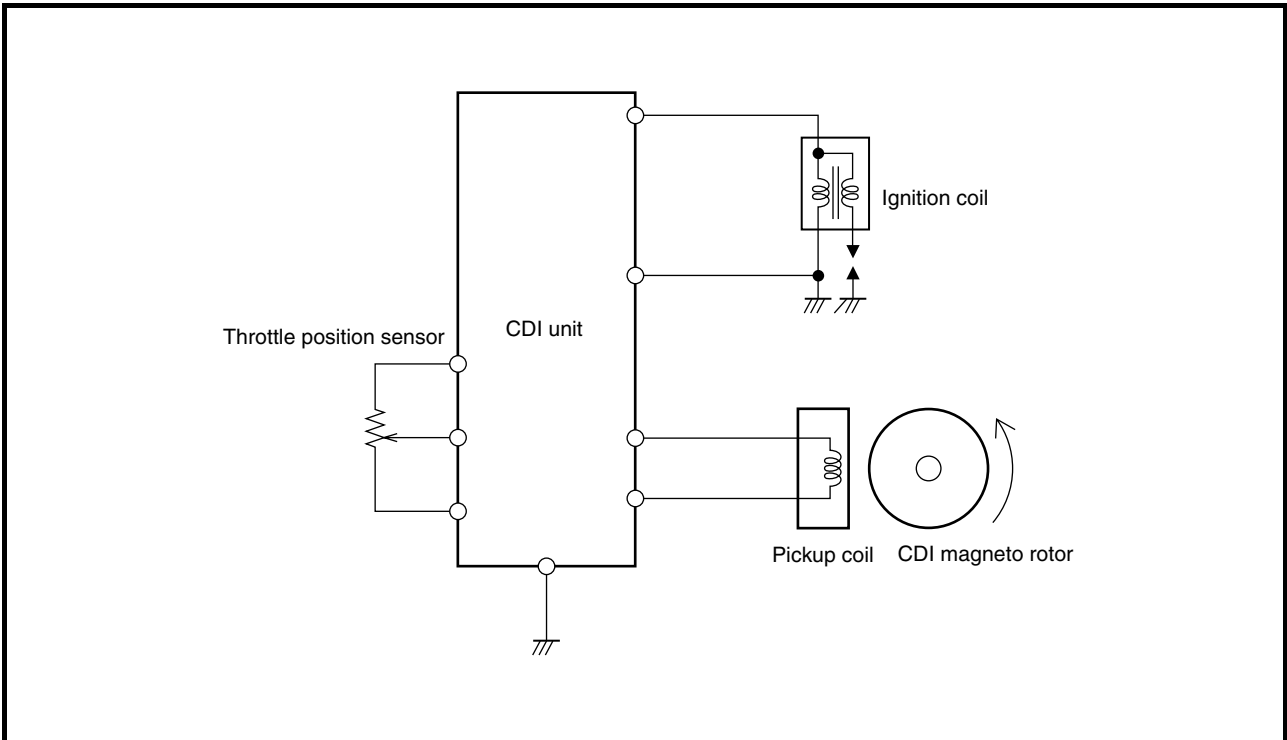 Ignition coil
Throttle position sensor
CDI unit
Pickup coil
CDI magneto rotor